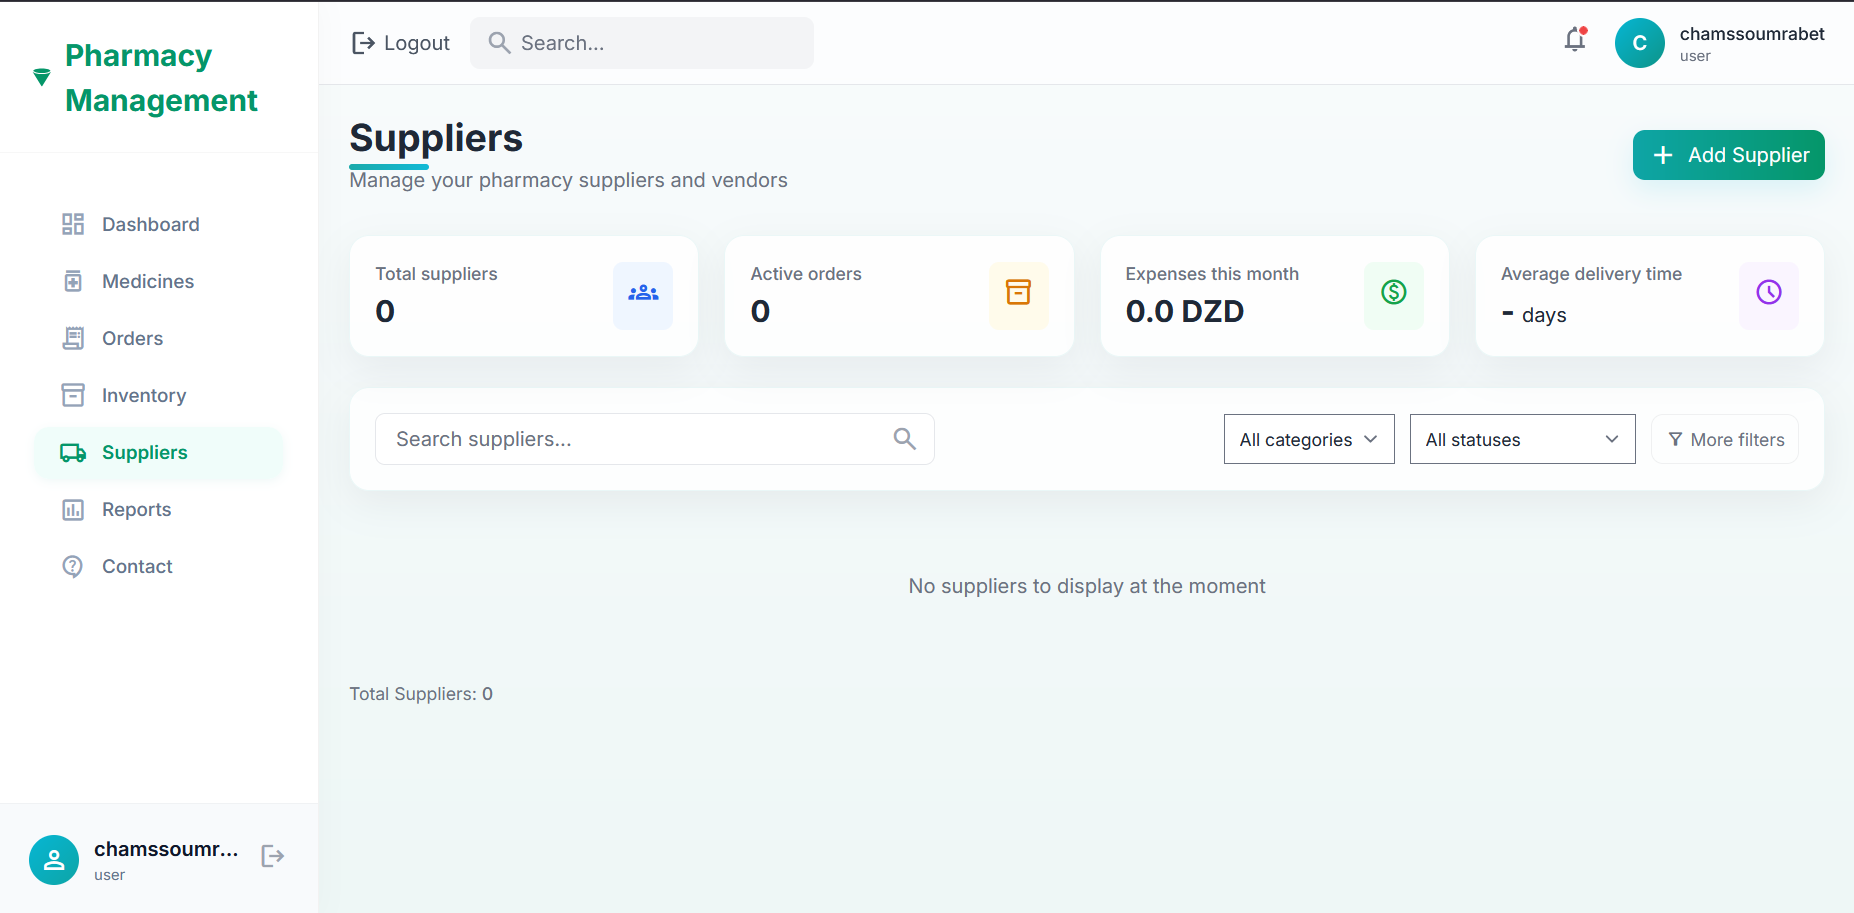 Pharmacy
Management
Dashboard
Medicines
Orders
Inventory
Suppliers
Reports
Contact
chamssoumr...
user
Logout
Search...
C
chamssoumrabet
user
Suppliers
Manage your pharmacy suppliers and vendors
Add Supplier
Total suppliers
0
Active orders
0
Expenses this month
0.0 DZD
Average delivery time
- days
Search suppliers...
All categories
All statuses
More filters
No suppliers to display at the moment
Total Suppliers: 0